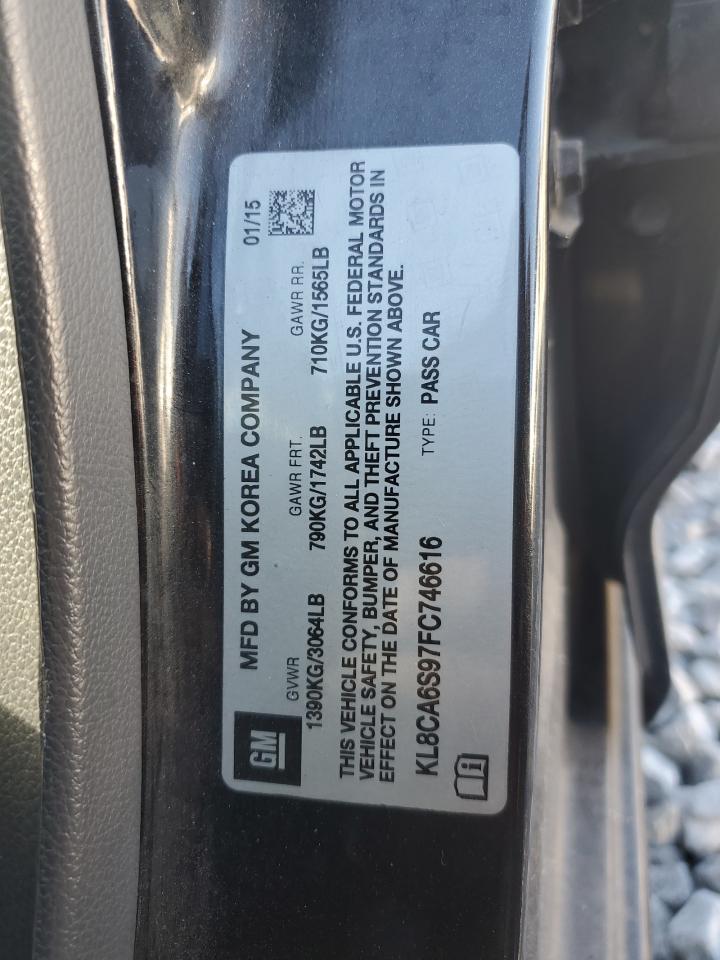 GM
MFD BY GM KOREA COMPANY 01/15
GVWR GAWR FRT. GAWR RR.
1390KG/3064LB 790KG/1742LB 710KG/1565LB
THIS VEHICLE CONFORMS TO ALL APPLICABLE U.S. FEDERAL MOTOR
VEHICLE SAFETY, BUMPER, AND THEFT PREVENTION STANDARDS IN
EFFECT ON THE DATE OF MANUFACTURE SHOWN ABOVE.
KL8CA6S97FC746616 TYPE: PASS CAR